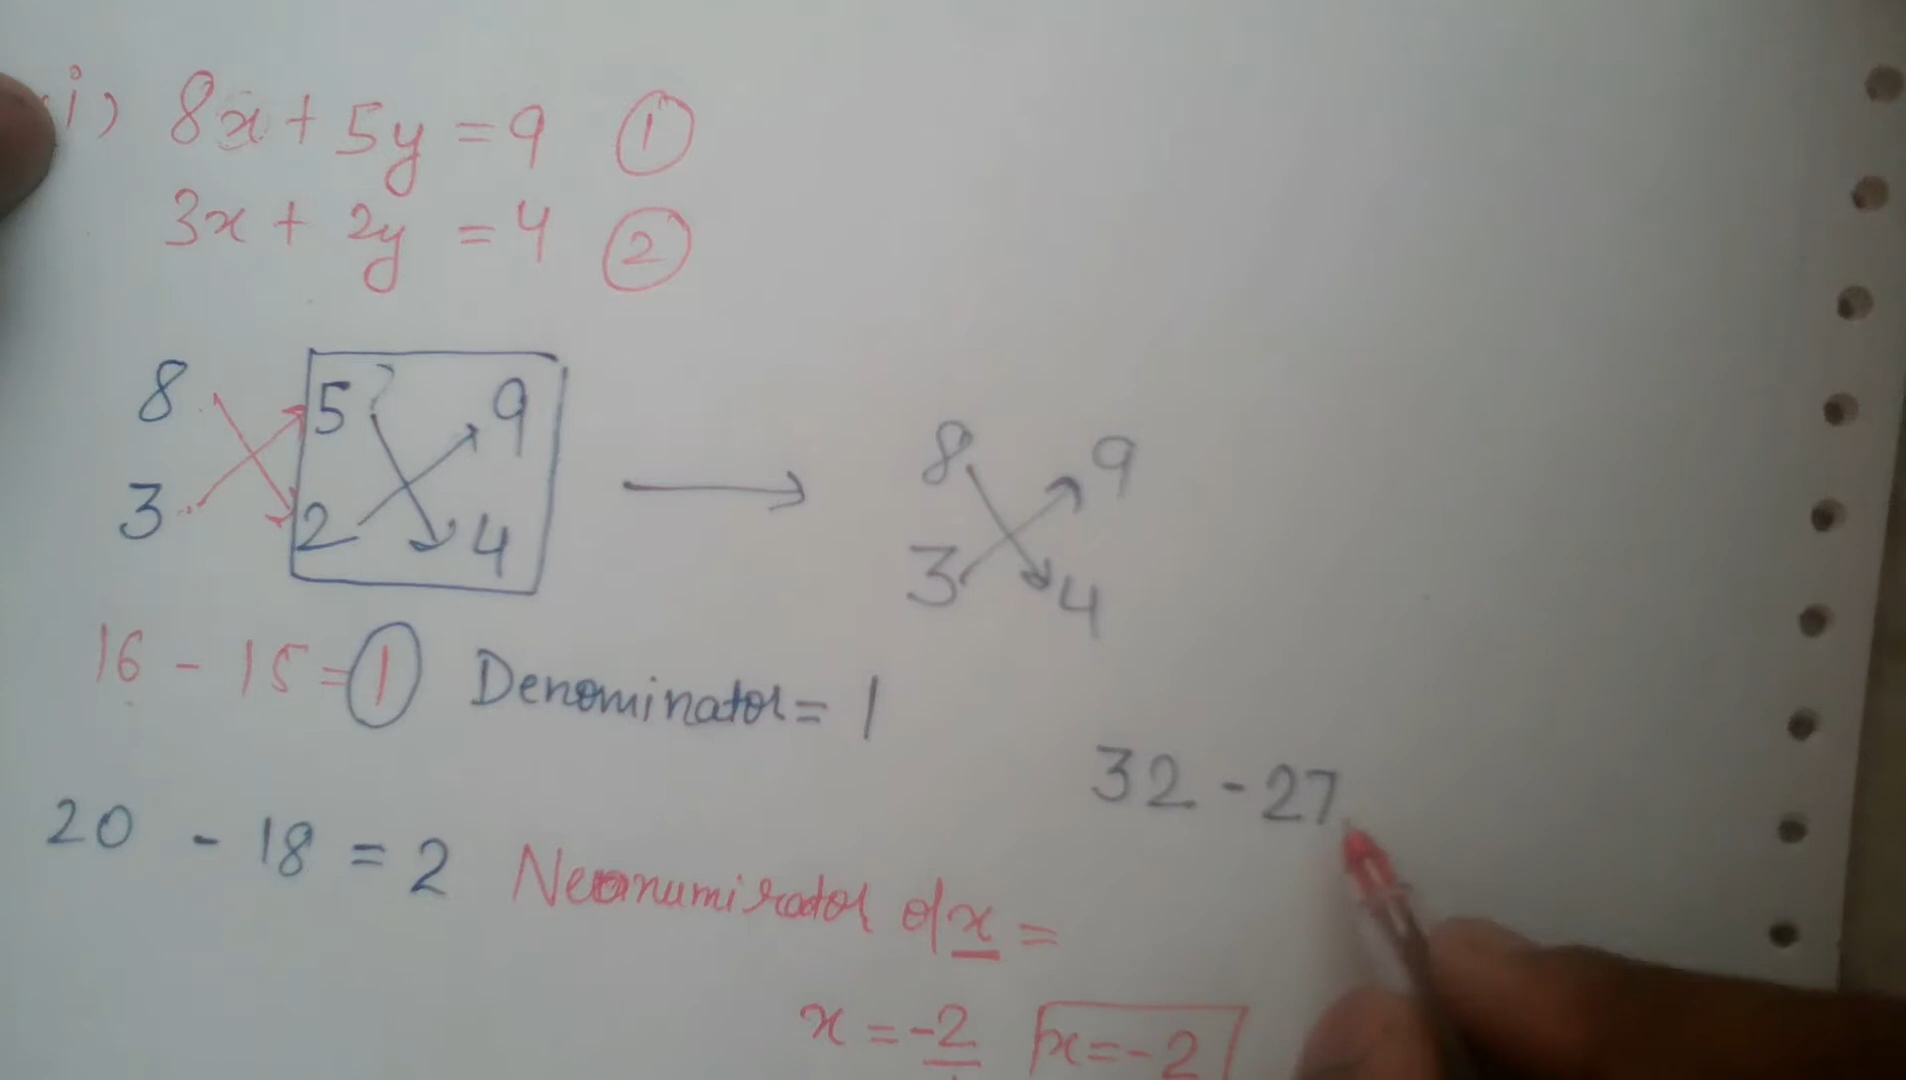 i) 8x + 5y = 9 ①
3x + 2y = 4 ②
8 5 9 8 9
3 2 4 3 4
16 - 15 = 1 Denominator = 1
32 - 27
20 - 18 = 2 of x =
x = -2 x = -2